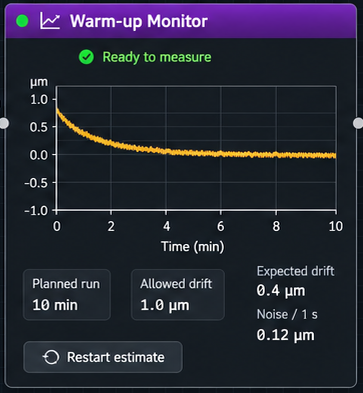 Warm-up Monitor
Ready to measure
μm
1.0
0.5
0.0
-0.5
-1.0
0 2 4 6 8 10
Time (min)
Planned run
10 min
Allowed drift
1.0 μm
Expected drift
0.4 μm
Noise / 1 s
0.12 μm
Restart estimate